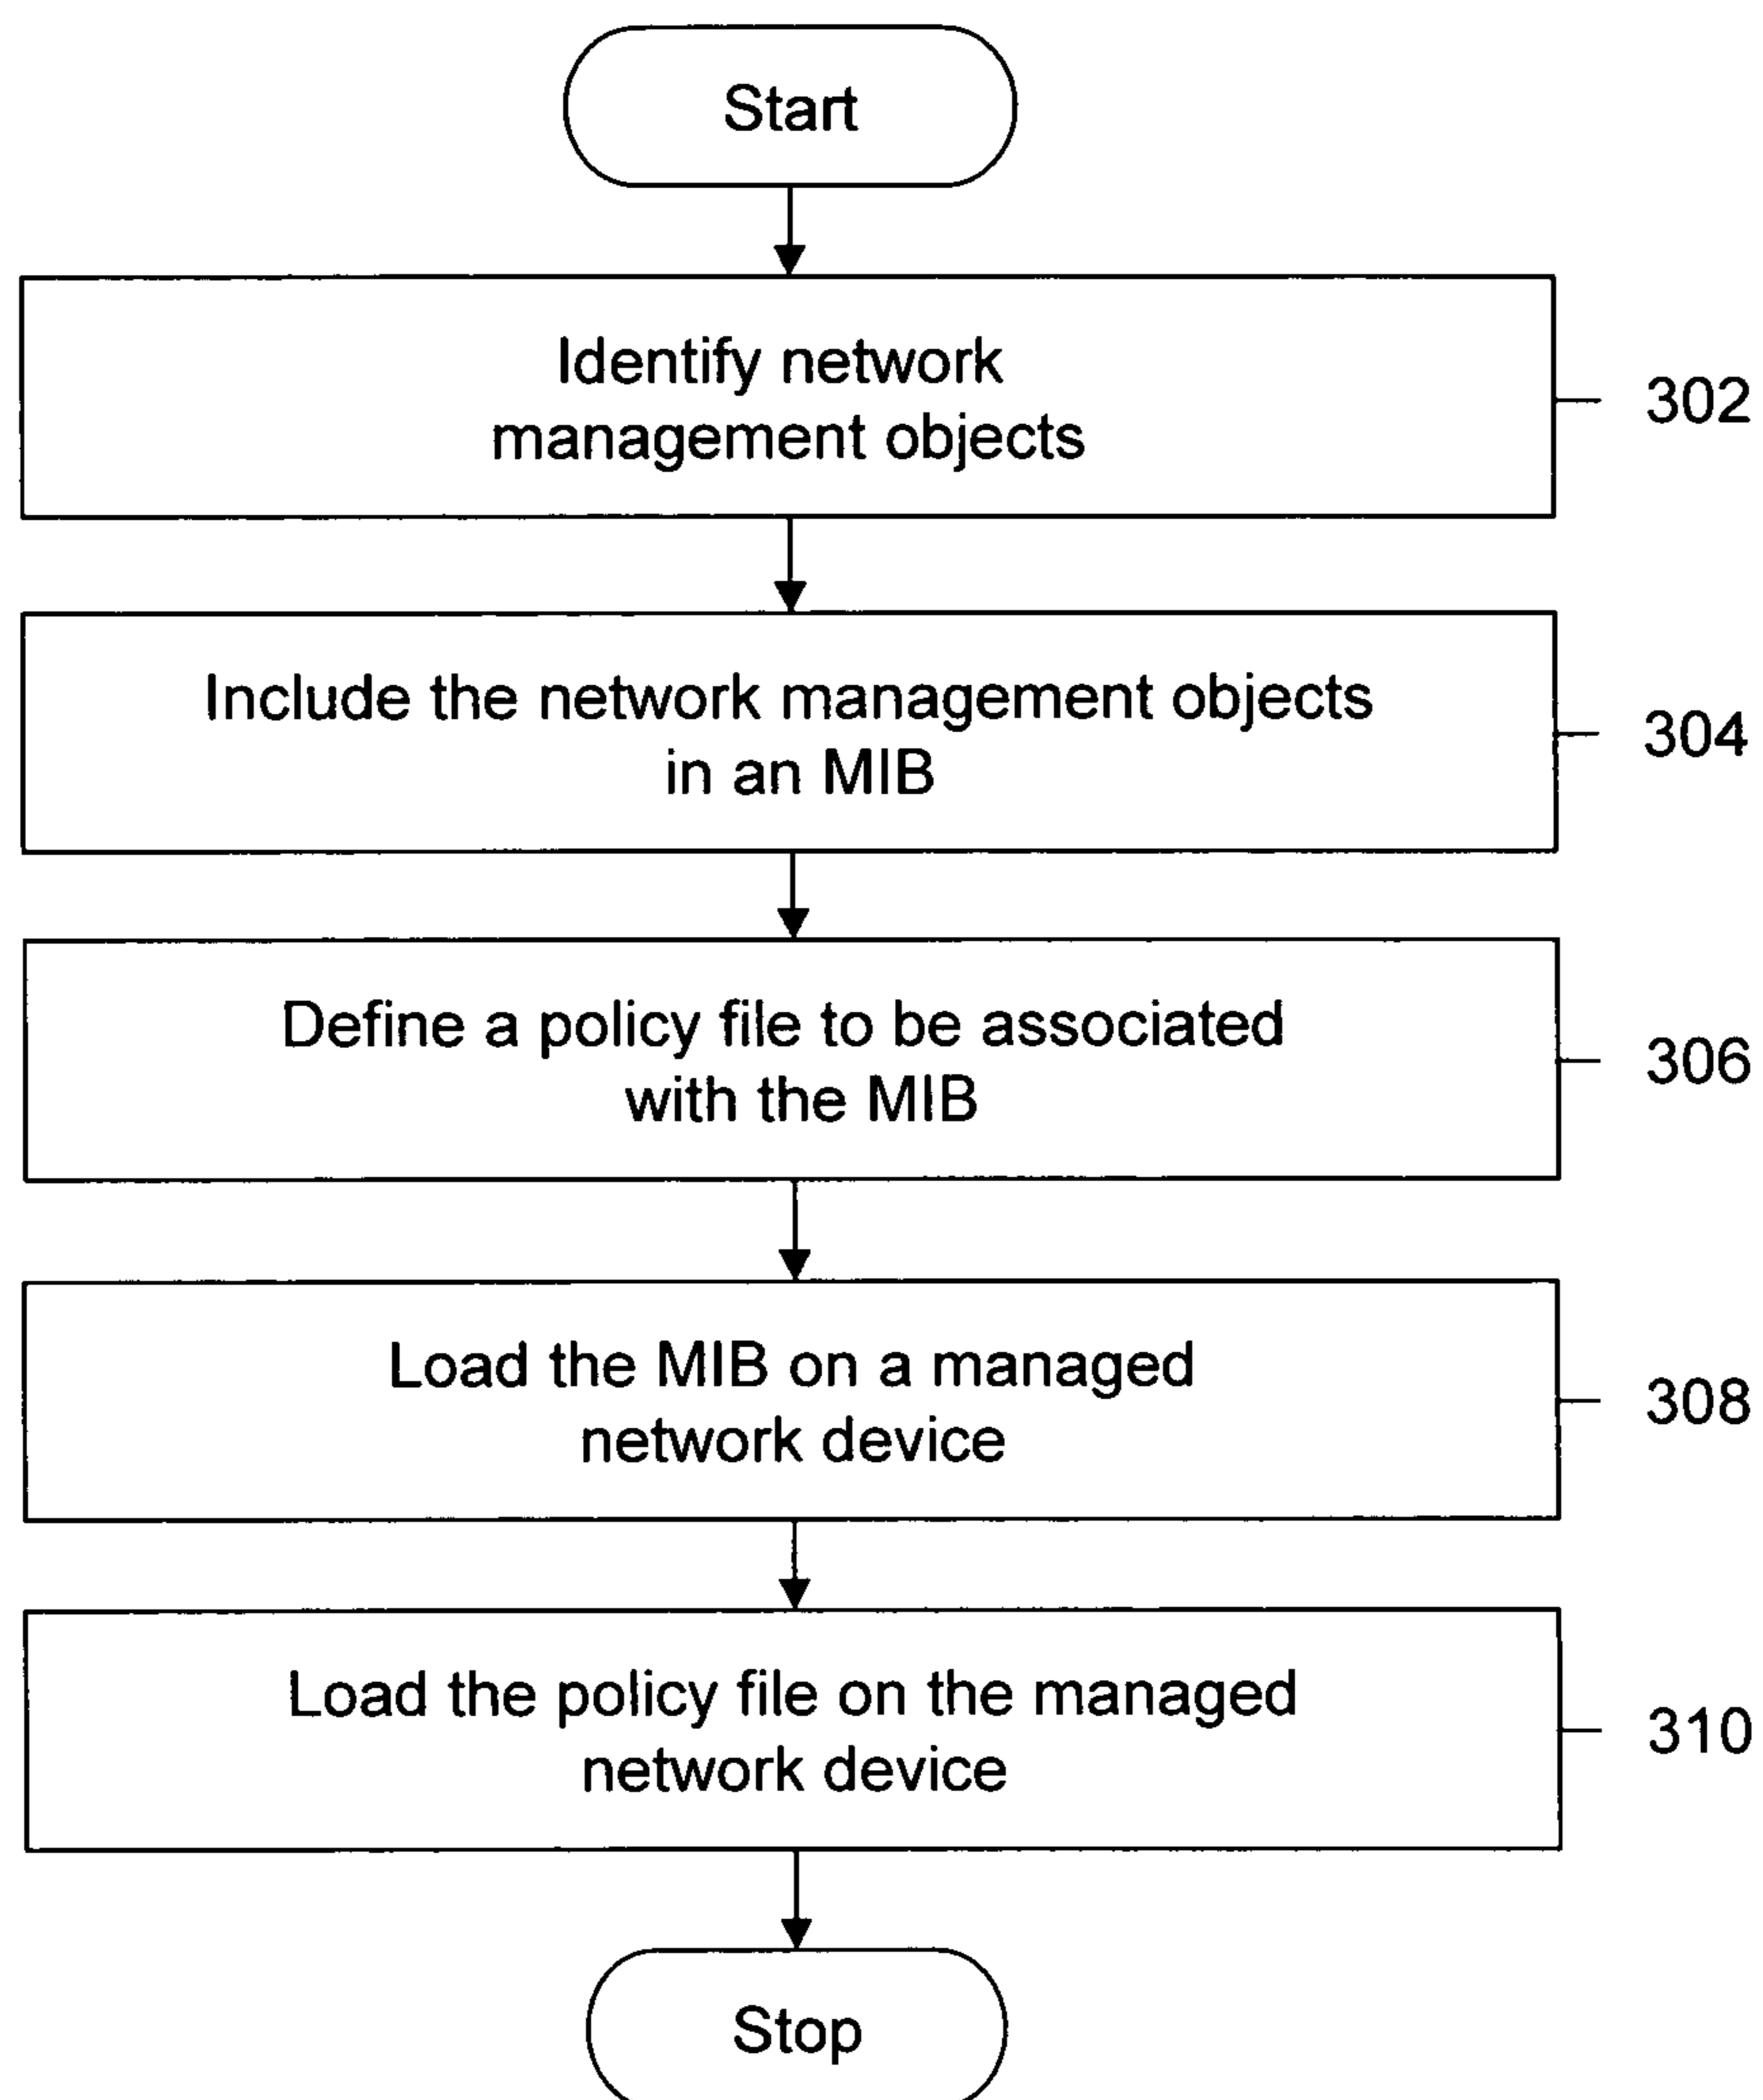 Start
Identify network
management objects
302
Include the network management objects
in an MIB
304
Define a policy file to be associated
with the MIB
306
Load the MIB on a managed
network device
308
Load the policy file on the managed
network device
310
Stop